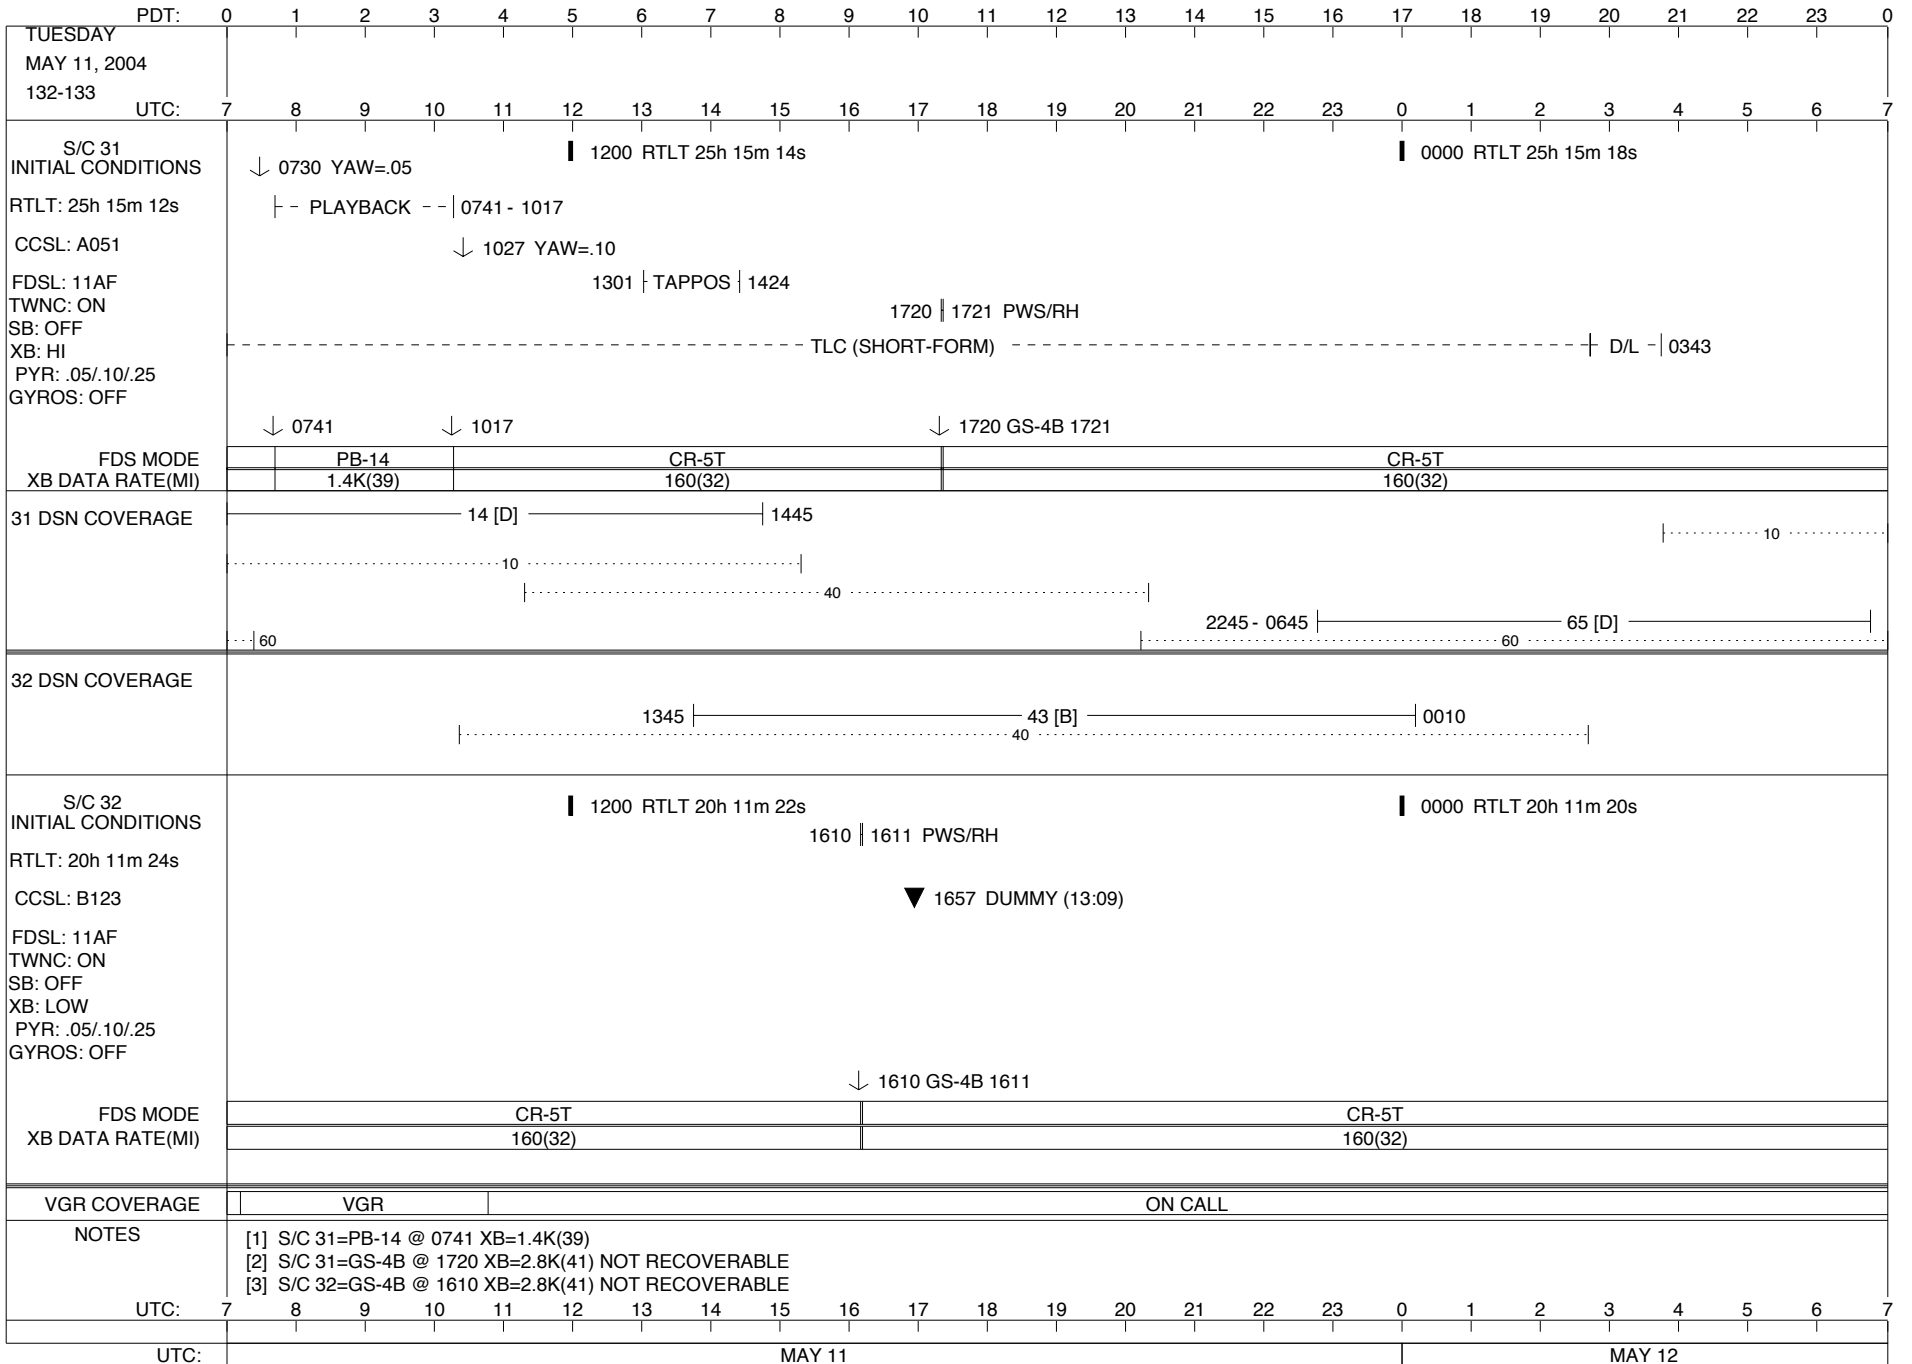 PDT: 0 1 2 3 4 5 6 7 8 9 10 11 12 13 14 15 16 17 18 19 20 21 22 23 0
TUESDAY
MAY 11, 2004
132-133
UTC: 7 8 9 10 11 12 13 14 15 16 17 18 19 20 21 22 23 0 1 2 3 4 5 6 7
S/C 31
INITIAL CONDITIONS
1200 RTLT 25h 15m 14s
0000 RTLT 25h 15m 18s
0730 YAW=.05
RTLT: 25h 15m 12s
PLAYBACK 0741 - 1017
CCSL: A051
1027 YAW=.10
FDSL: 11AF
1301 TAPPOS 1424
TWNC: ON
1720 1721 PWS/RH
SB: OFF
XB: HI
TLC (SHORT-FORM) D/L 0343
PYR: .05/.10/.25
GYROS: OFF
0741 1017 1720 GS-4B 1721
FDS MODE PB-14 CR-5T CR-5T
XB DATA RATE(MI) 1.4K(39) 160(32) 160(32)
31 DSN COVERAGE
14 [D] 1445
10
10
40
2245 - 0645 65 [D]
60 60
32 DSN COVERAGE
1345 43 [B] 0010
40
S/C 32
INITIAL CONDITIONS
1200 RTLT 20h 11m 22s
0000 RTLT 20h 11m 20s
1610 1611 PWS/RH
RTLT: 20h 11m 24s
CCSL: B123
1657 DUMMY (13:09)
FDSL: 11AF
TWNC: ON
SB: OFF
XB: LOW
PYR: .05/.10/.25
GYROS: OFF
1610 GS-4B 1611
FDS MODE CR-5T CR-5T
XB DATA RATE(MI) 160(32) 160(32)
VGR COVERAGE VGR ON CALL
NOTES
[1] S/C 31=PB-14 @ 0741 XB=1.4K(39)
[2] S/C 31=GS-4B @ 1720 XB=2.8K(41) NOT RECOVERABLE
[3] S/C 32=GS-4B @ 1610 XB=2.8K(41) NOT RECOVERABLE
UTC: 7 8 9 10 11 12 13 14 15 16 17 18 19 20 21 22 23 0 1 2 3 4 5 6 7
UTC: MAY 11 MAY 12